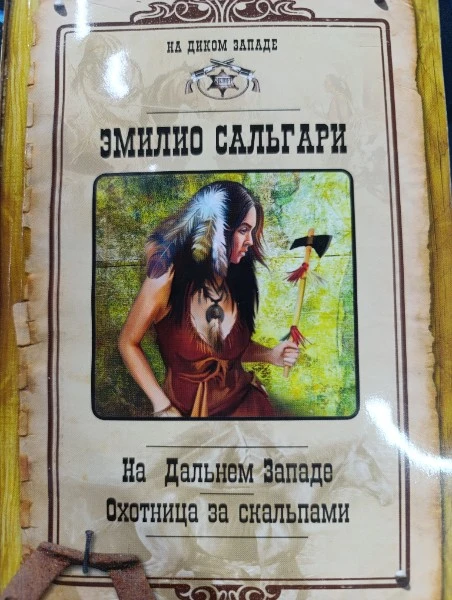 НА ДИКОМ ЗАПАДЕ
ЭМИЛИО САЛЬГАРИ
На Дальнем Западе
Охотница за скальпами